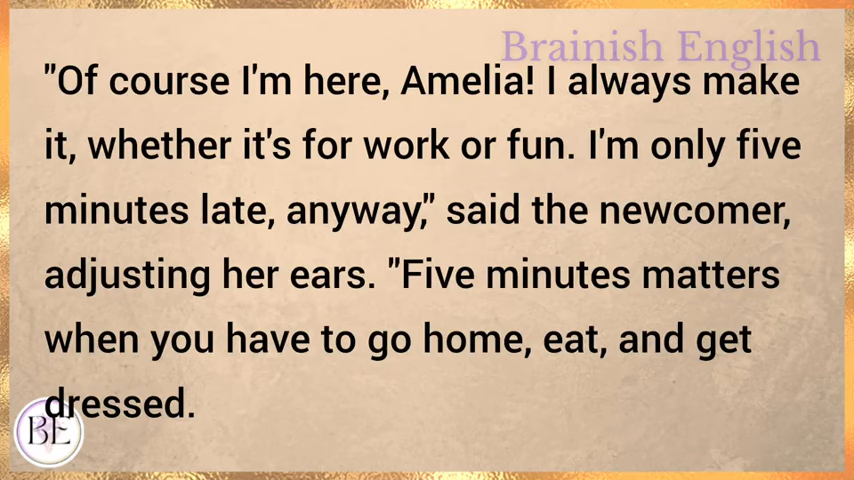 Brainish English
"Of course I'm here, Amelia! I always make
it, whether it's for work or fun. I'm only five
minutes late, anyway," said the newcomer,
adjusting her ears. "Five minutes matters
when you have to go home, eat, and get
dressed.
BE